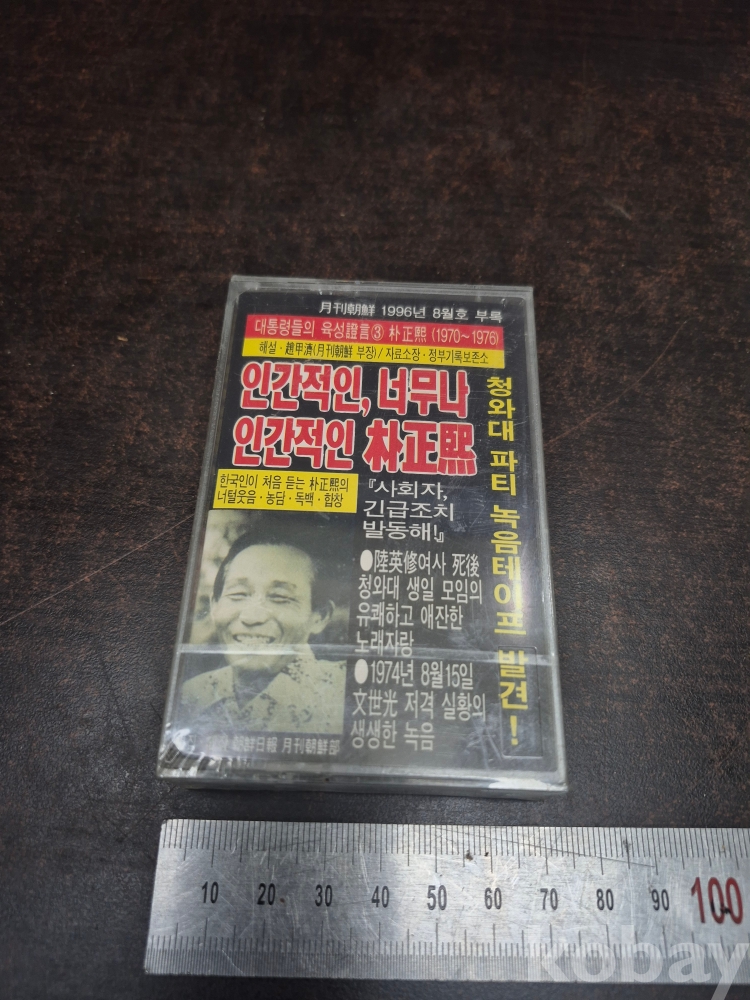 月刊朝鮮 1996년 8월호 부록
대통령들의 육성證言③ 朴正熙 (1970~1976)
해설·趙甲濟(月刊朝鮮 부장)/자료소장·정부기록보존소
인간적인, 너무나
인간적인 朴正熙
청와대 파티 녹음테이프 발견!
한국인이 처음 듣는 朴正熙의
너털웃음·농담·독백·합창
『사회자,
긴급조치
발동해!』
●陸英修여사 死後
청와대 생일 모임의
유쾌하고 애잔한
노래자랑
●1974년 8월15일
文世光 저격 실황의
생생한 녹음
朝鮮日報 月刊朝鮮部
10 20 30 40 50 60 70 80 90 100
kobay